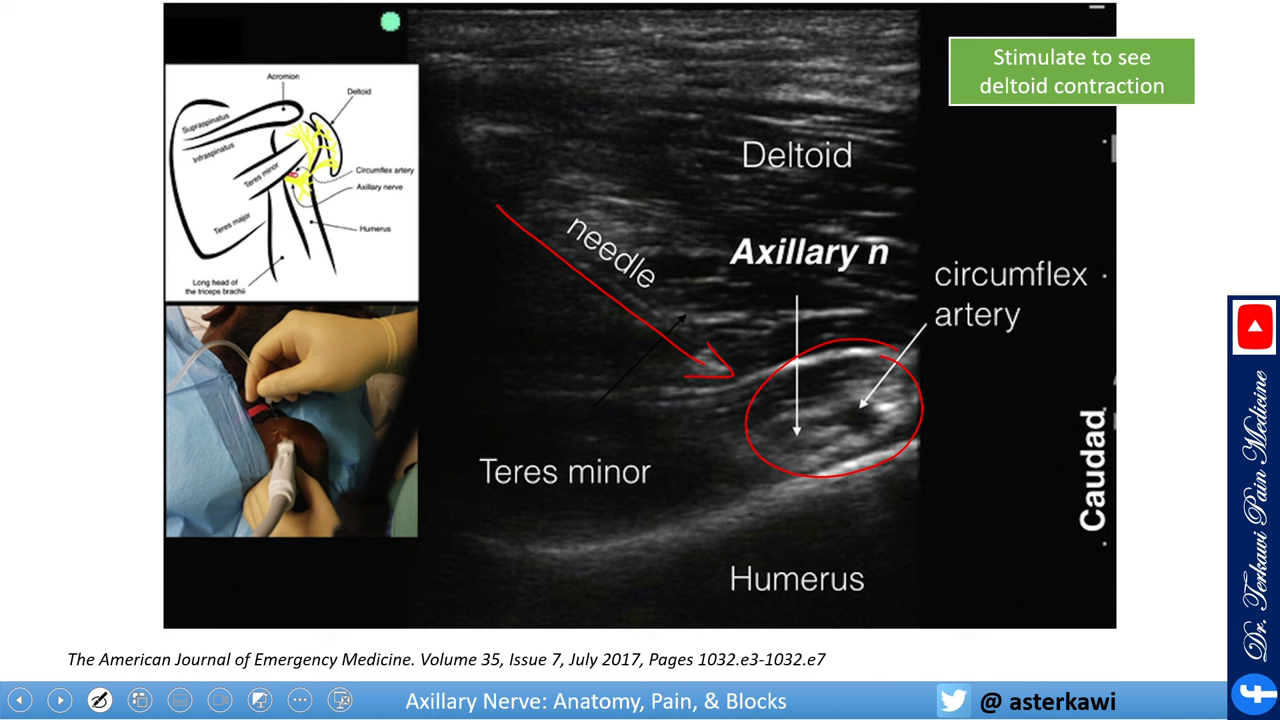 Stimulate to see
deltoid contraction
Acromion
Deltoid
Supraspinatus
Infraspinatus
Teres minor
Circumflex artery
Axillary nerve
Teres major
Humerus
Long head of
the triceps brachii
Deltoid
needle
Axillary n
circumflex
artery
Teres minor
Humerus
Caudad
Dr. Terkawi Pain Medicine
The American Journal of Emergency Medicine. Volume 35, Issue 7, July 2017, Pages 1032.e3-1032.e7
Axillary Nerve: Anatomy, Pain, & Blocks
@ asterkawi